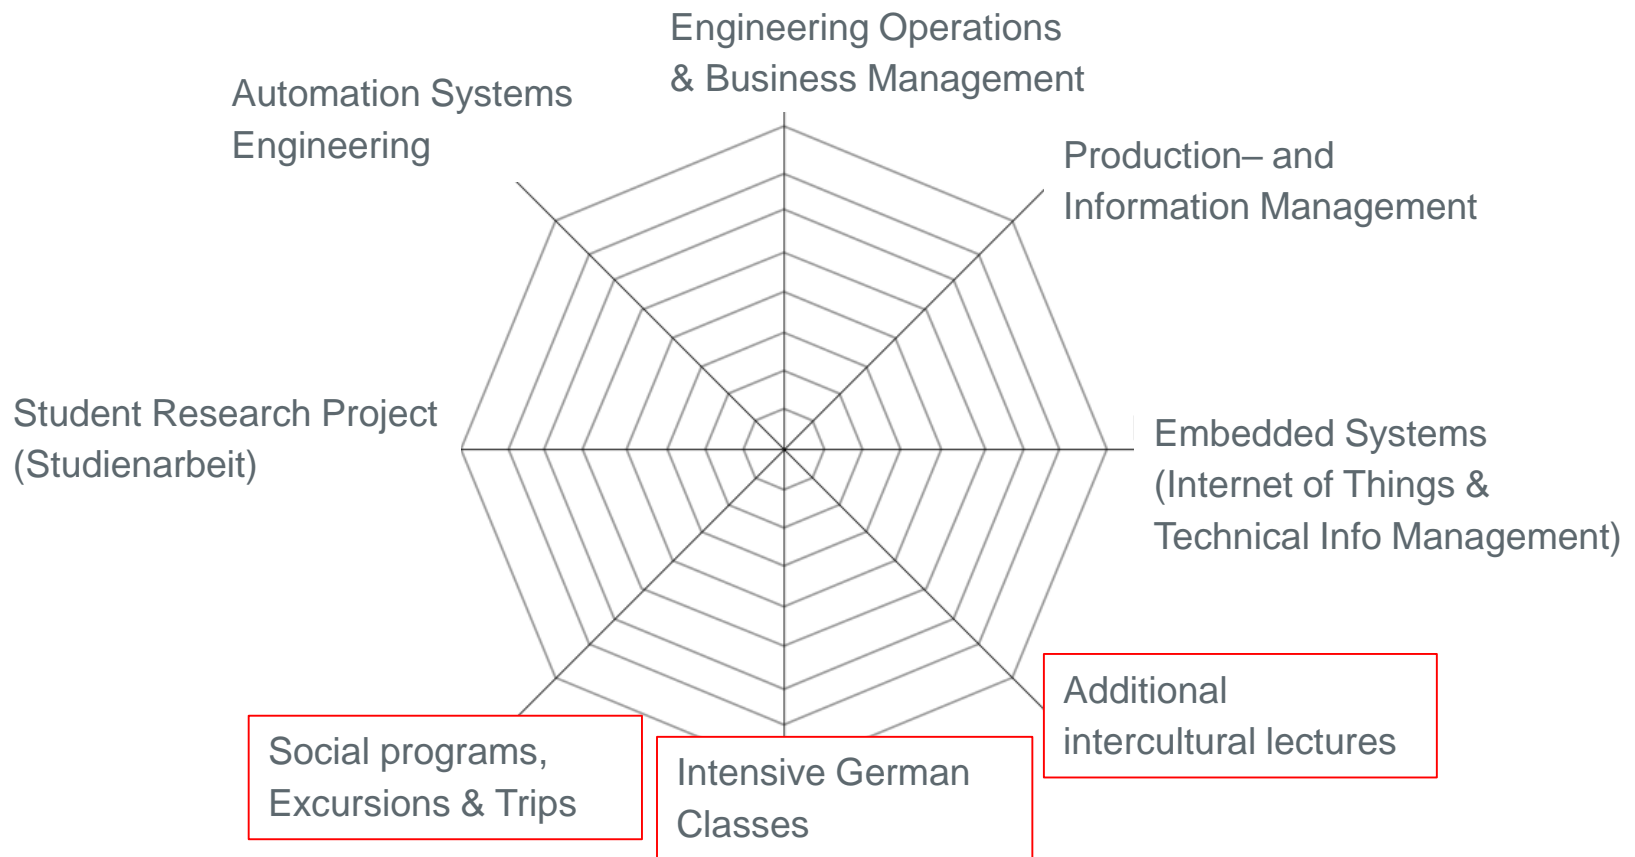 Engineering Operations
& Business Management
Automation Systems
Engineering
Production– and
Information Management
Student Research Project
(Studienarbeit)
Embedded Systems
(Internet of Things &
Technical Info Management)
Additional
intercultural lectures
Social programs,
Excursions & Trips
Intensive German
Classes